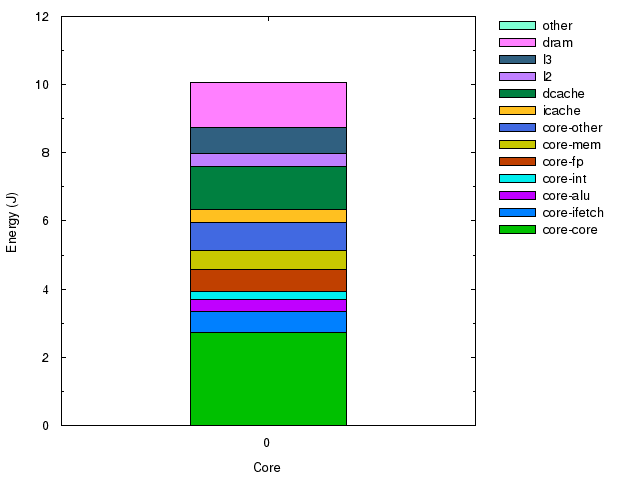 12
10
8
6
4
2
0
Energy (J)
0
Core
other
dram
l3
l2
dcache
icache
core-other
core-mem
core-fp
core-int
core-alu
core-ifetch
core-core